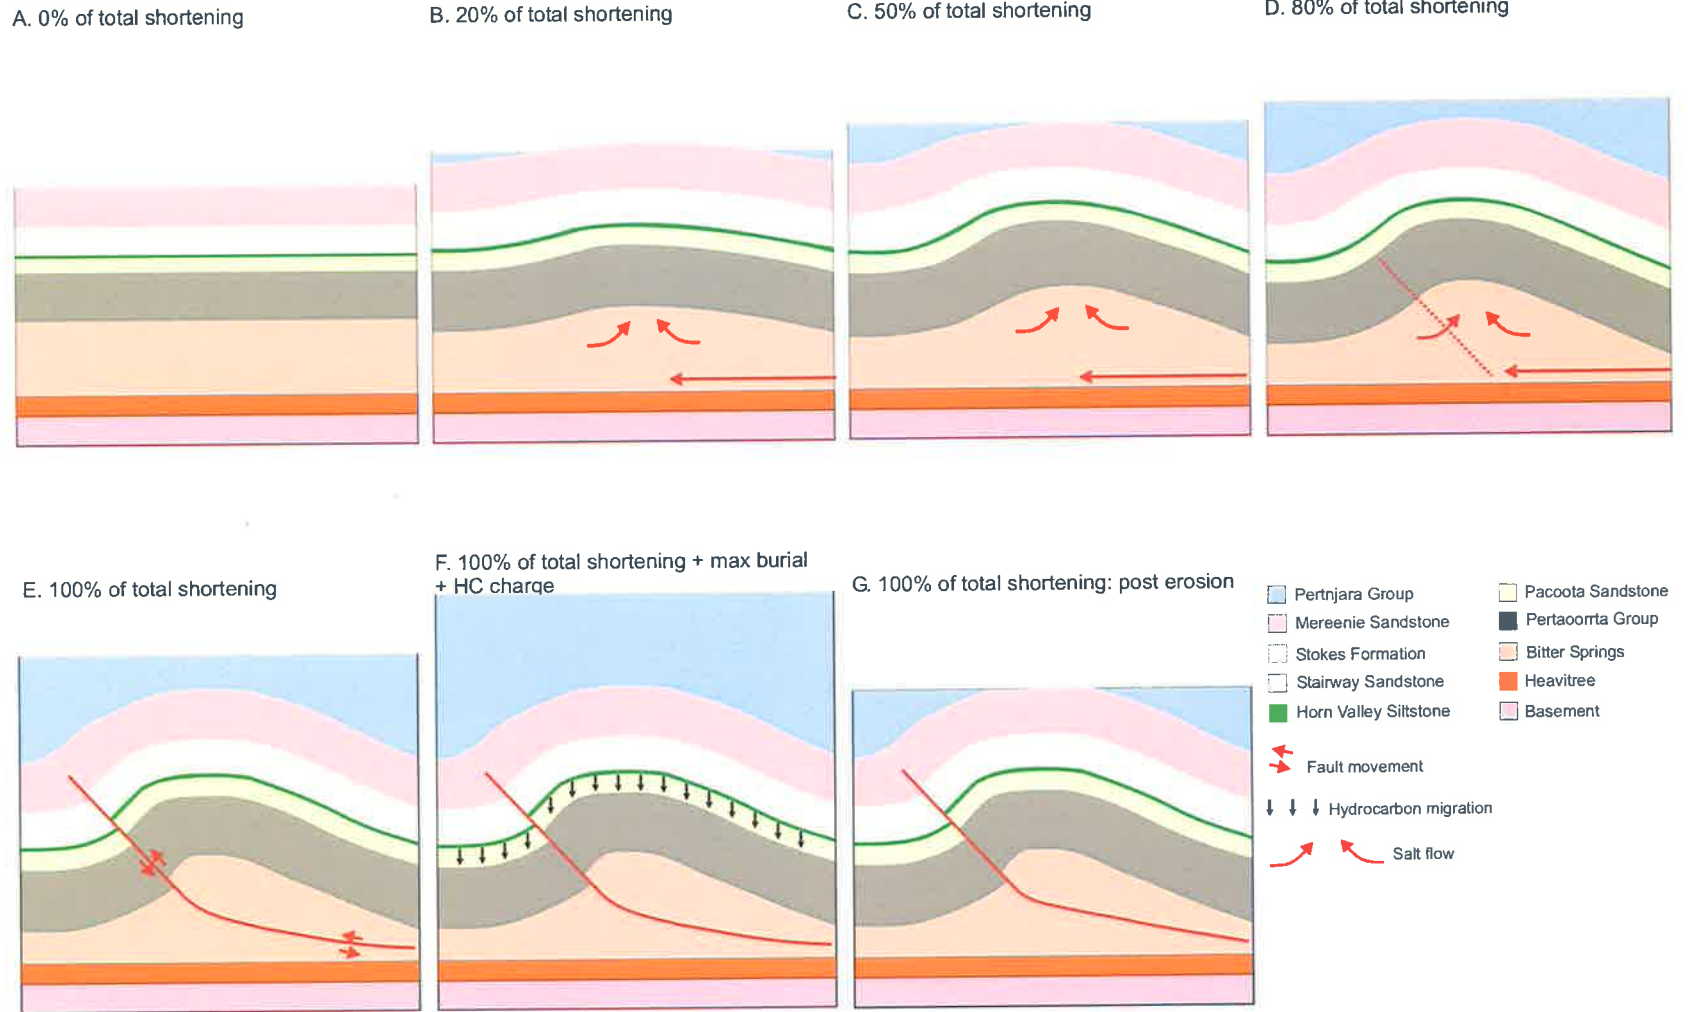 A. 0% of total shortening
B. 20% of total shortening
C. 50% of total shortening
D. 80% of total shortening
E. 100% of total shortening
F. 100% of total shortening + max burial
+ HC charge
G. 100% of total shortening: post erosion
Pertnjara Group
Mereenie Sandstone
Stokes Formation
Stairway Sandstone
Horn Valley Siltstone
Pacoota Sandstone
Pertaoorrta Group
Bitter Springs
Heavitree
Basement
Fault movement
Hydrocarbon migration
Salt flow